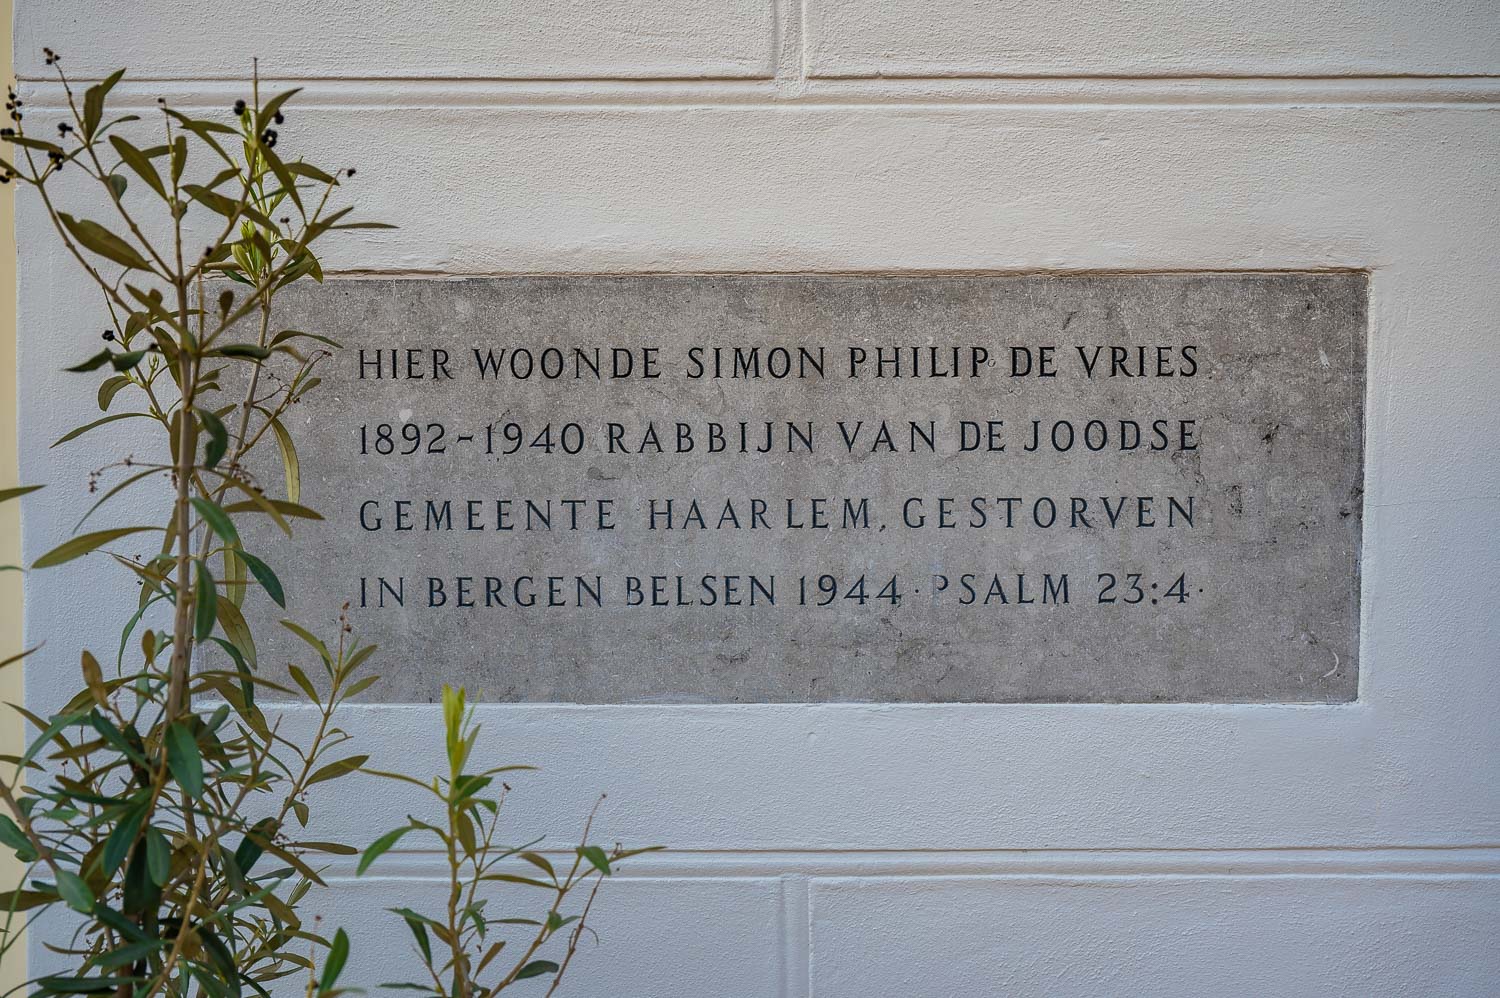 HIER WOONDE SIMON PHILIP DE VRIES
1892-1940 RABBIJN VAN DE JOODSE
GEMEENTE HAARLEM, GESTORVEN
IN BERGEN BELSEN 1944 · PSALM 23:4 ·